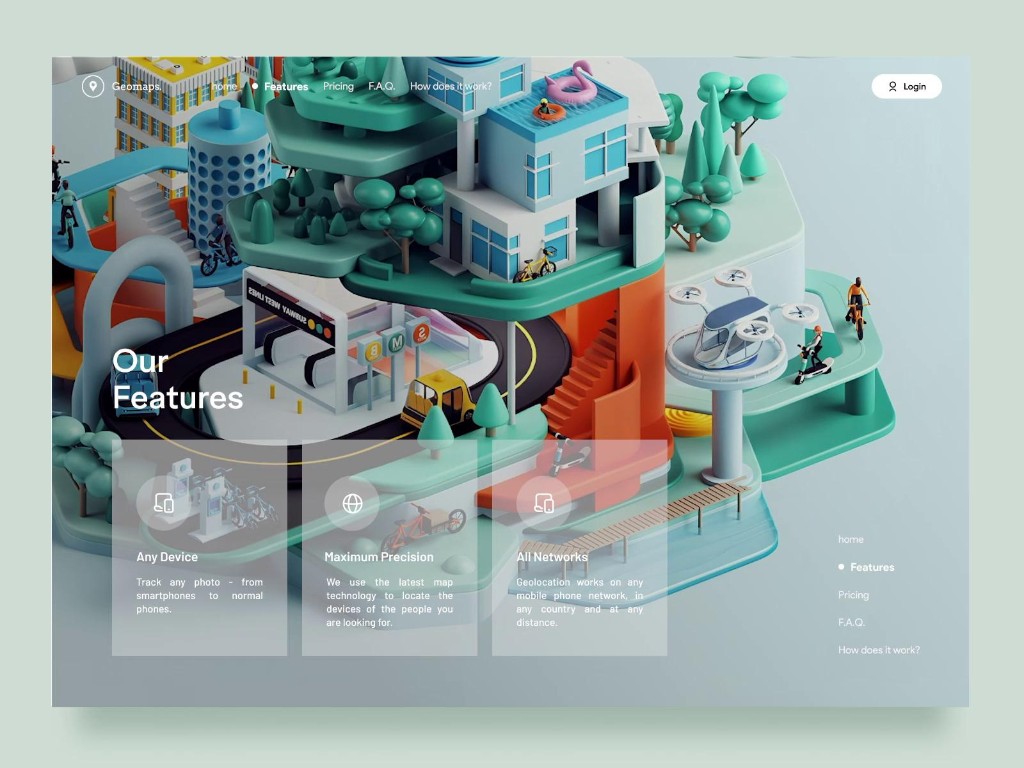 Geomaps.
home
Features
Pricing
F.A.Q.
How does it work?
Login
SUBWAY WEST LINES
B
M
S
Our
Features
Any Device
Track any photo - from
smartphones to normal
phones.
Maximum Precision
We use the latest map
technology to locate the
devices of the people you
are looking for.
All Networks
Geolocation works on any
mobile phone network, in
any country and at any
distance.
home
Features
Pricing
F.A.Q.
How does it work?